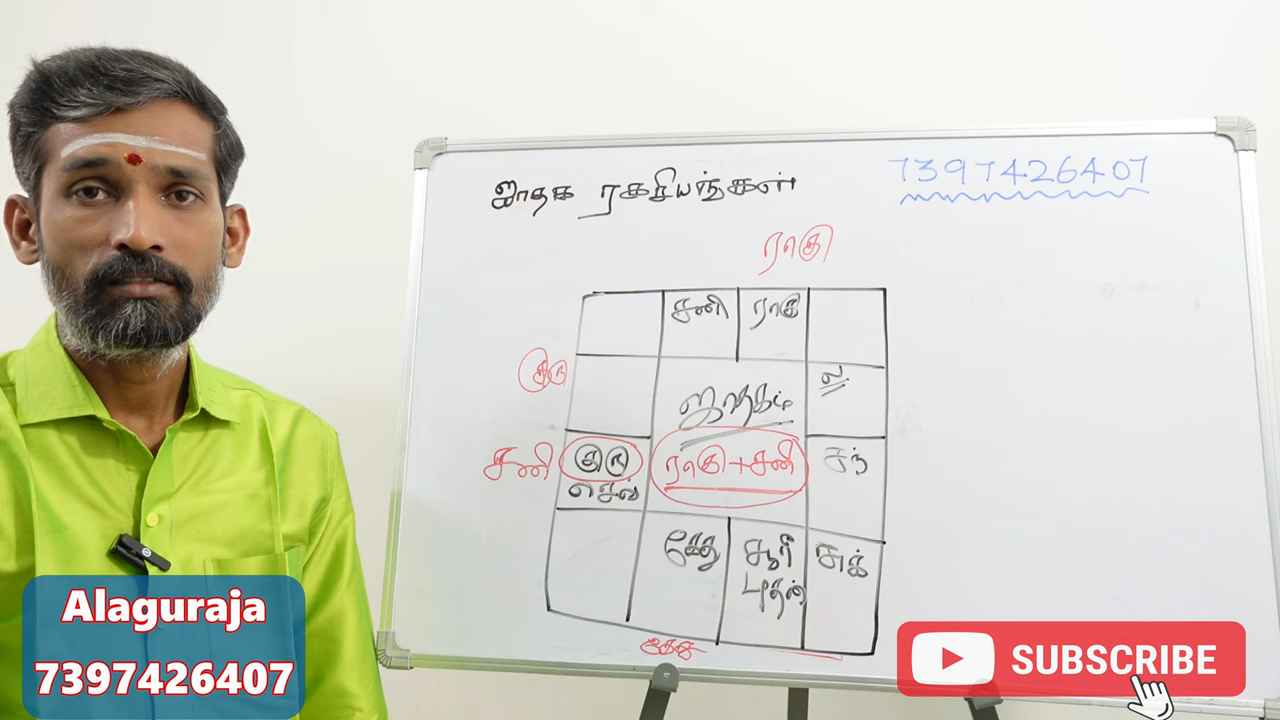 ஜாதக ரகசியங்கள்
7397426407
ராகு
சனி ராகு
குரு
ல
ஜாதகம்
சனி குரு ராகு+சனி சந்
செவ்
கேது சூரி சுக்
புதன்
கேது
Alaguraja
7397426407
SUBSCRIBE